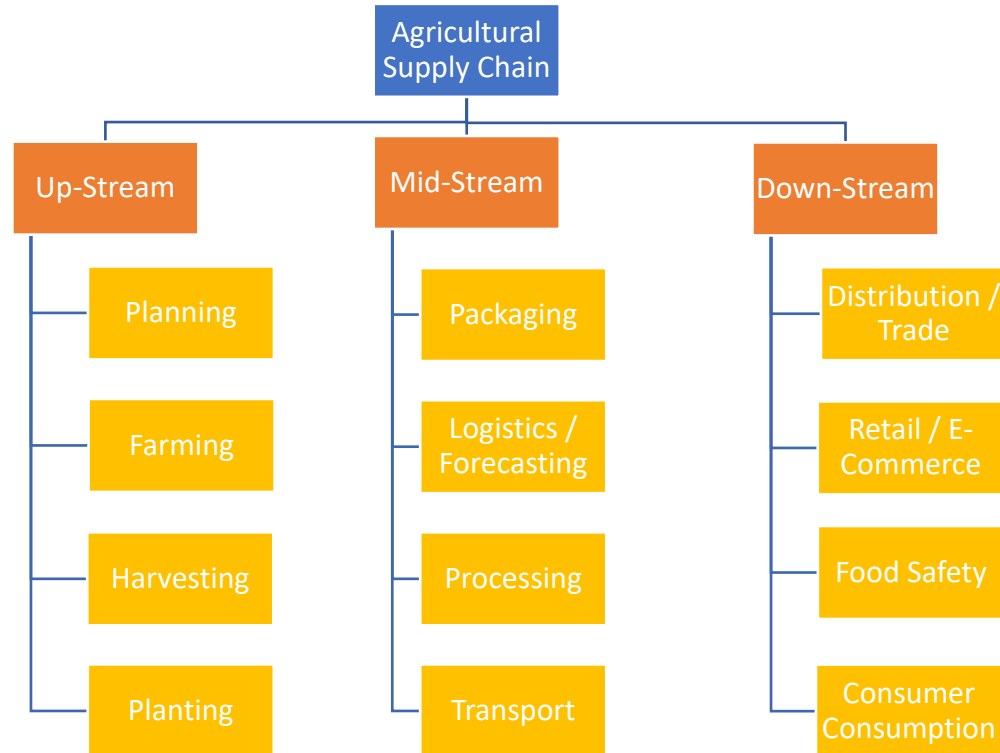 Agricultural
Supply Chain
Up-Stream
Mid-Stream
Down-Stream
Planning
Farming
Harvesting
Planting
Packaging
Logistics /
Forecasting
Processing
Transport
Distribution /
Trade
Retail / E-
Commerce
Food Safety
Consumer
Consumption